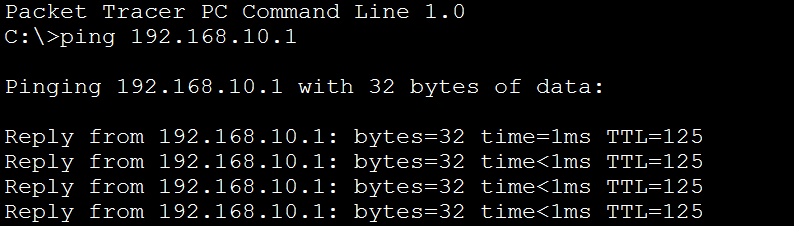 Packet Tracer PC Command Line 1.0
C:\>ping 192.168.10.1
Pinging 192.168.10.1 with 32 bytes of data:
Reply from 192.168.10.1: bytes=32 time=1ms TTL=125
Reply from 192.168.10.1: bytes=32 time<1ms TTL=125
Reply from 192.168.10.1: bytes=32 time<1ms TTL=125
Reply from 192.168.10.1: bytes=32 time<1ms TTL=125